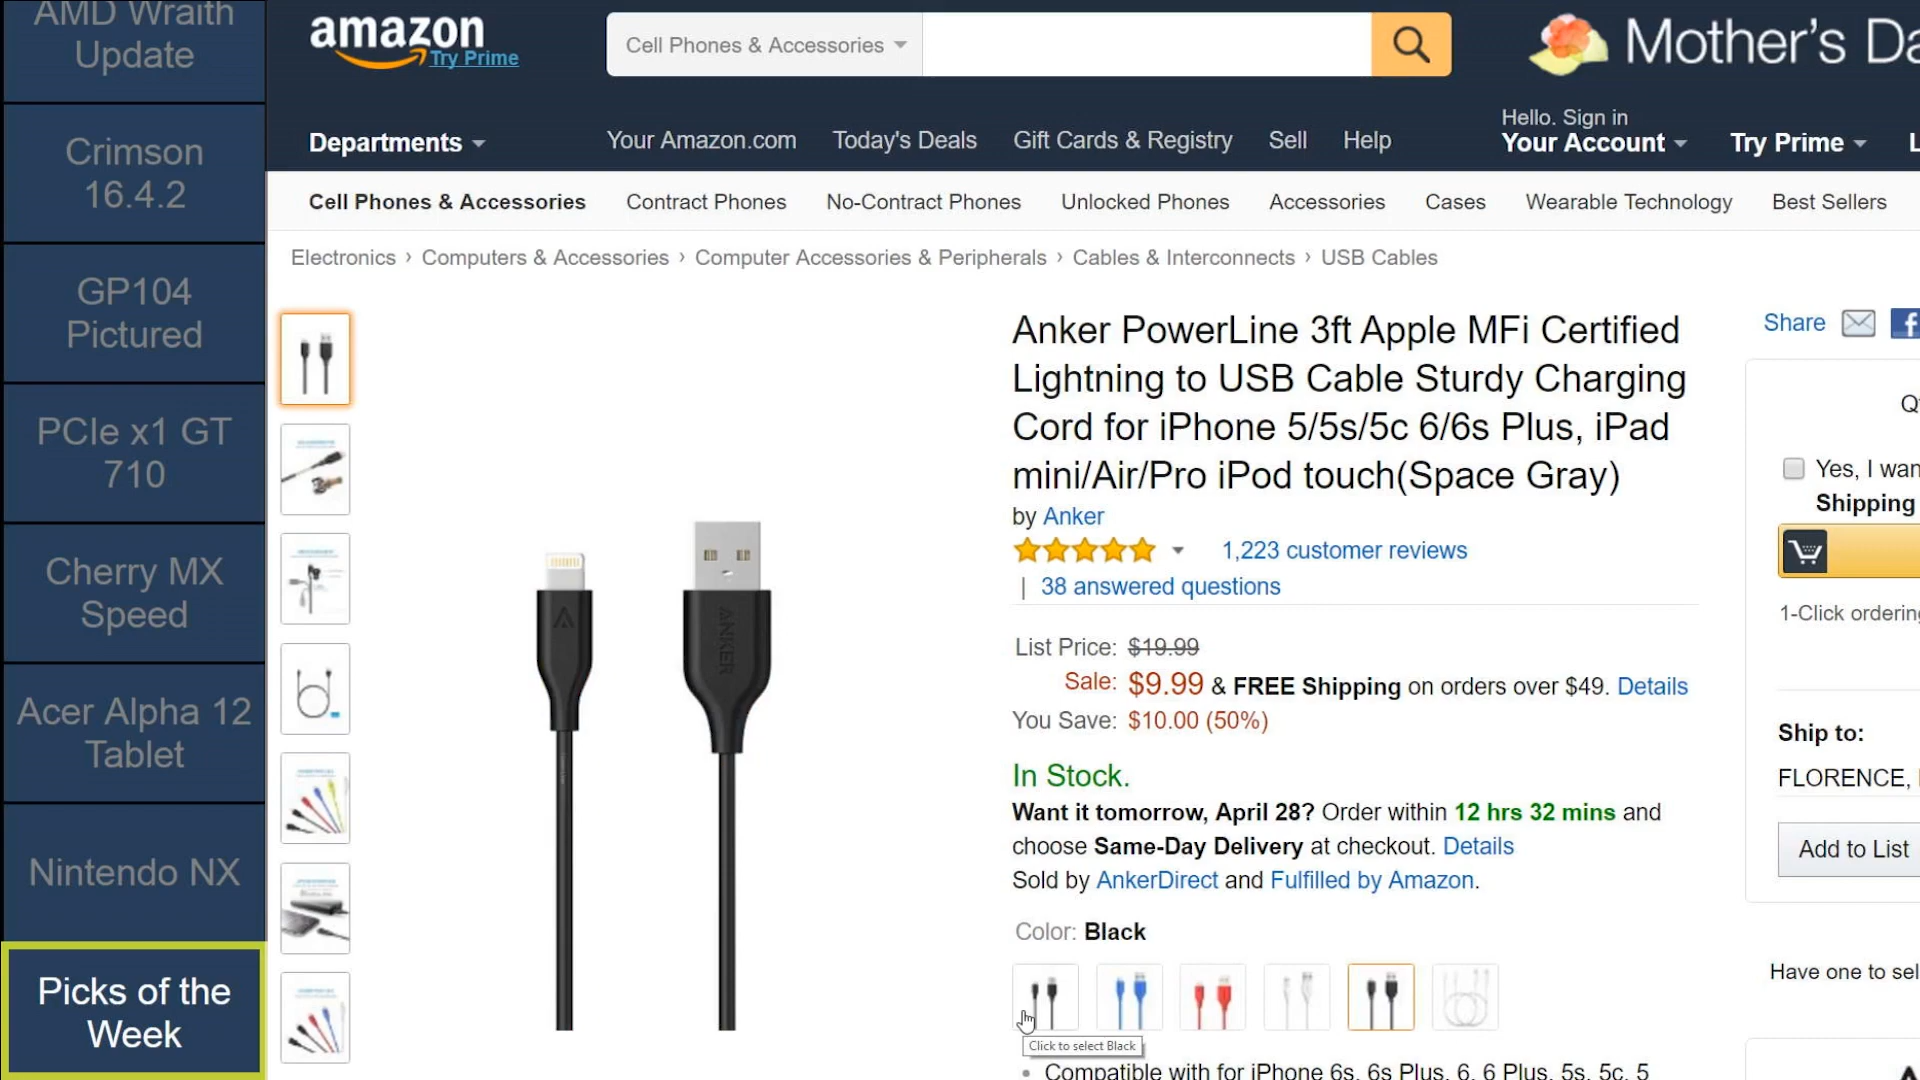 AMD Wraith
Update
Crimson
16.4.2
GP104
Pictured
PCIe x1 GT
710
Cherry MX
Speed
Acer Alpha 12
Tablet
Nintendo NX
Picks of the
Week
amazon
Try Prime
Cell Phones & Accessories
Mother's Da
Departments
Your Amazon.com
Today's Deals
Gift Cards & Registry
Sell
Help
Hello. Sign in
Your Account
Try Prime
Cell Phones & Accessories
Contract Phones
No-Contract Phones
Unlocked Phones
Accessories
Cases
Wearable Technology
Best Sellers
Electronics › Computers & Accessories › Computer Accessories & Peripherals › Cables & Interconnects › USB Cables
ANKER
Anker PowerLine 3ft Apple MFi Certified
Lightning to USB Cable Sturdy Charging
Cord for iPhone 5/5s/5c 6/6s Plus, iPad
mini/Air/Pro iPod touch(Space Gray)
by Anker
1,223 customer reviews
| 38 answered questions
List Price: $19.99
Sale: $9.99 & FREE Shipping on orders over $49. Details
You Save: $10.00 (50%)
In Stock.
Want it tomorrow, April 28? Order within 12 hrs 32 mins and
choose Same-Day Delivery at checkout. Details
Sold by AnkerDirect and Fulfilled by Amazon.
Color: Black
Click to select Black
Compatible with for iPhone 6s, 6s Plus, 6, 6 Plus, 5s, 5c, 5
Share
Yes, I wan
Shipping
1-Click ordering
Ship to:
FLORENCE,
Add to List
Have one to sel